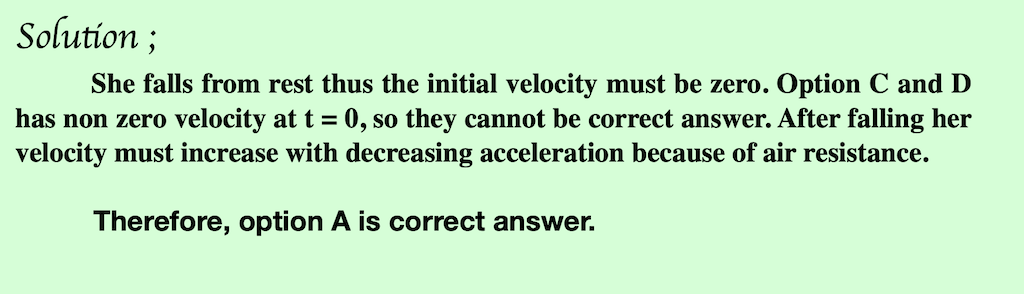 Solution ;
She falls from rest thus the initial velocity must be zero. Option C and D
has non zero velocity at t = 0, so they cannot be correct answer. After falling her
velocity must increase with decreasing acceleration because of air resistance.
Therefore, option A is correct answer.